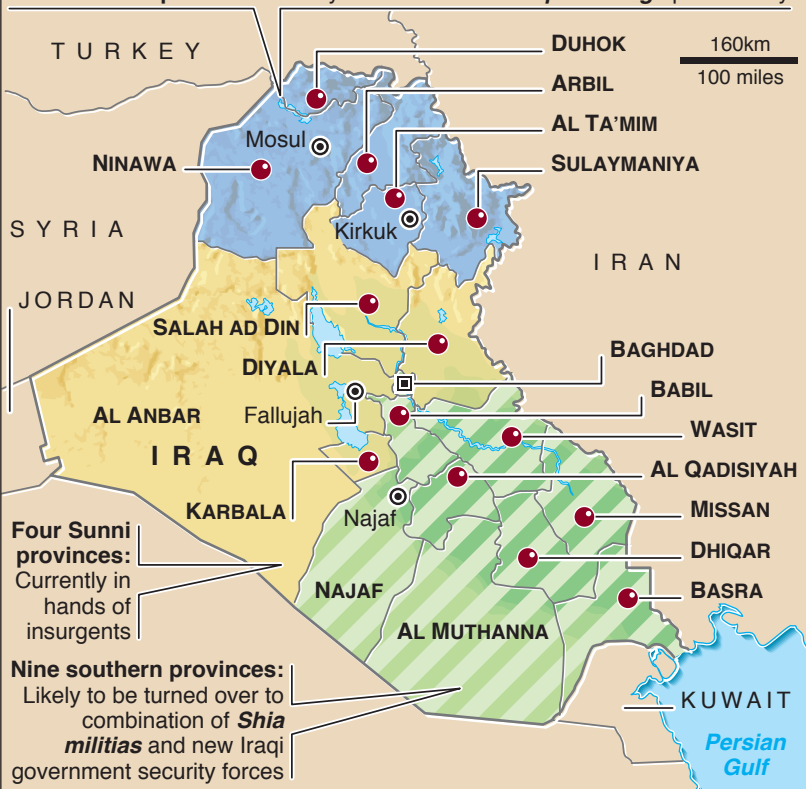 TURKEY
DUHOK
160km
100 miles
ARBIL
AL TA’MIM
Mosul
NINAWA
SULAYMANIYA
SYRIA
Kirkuk
IRAN
JORDAN
SALAH AD DIN
DIYALA
BAGHDAD
BABIL
AL ANBAR
Fallujah
WASIT
IRAQ
AL QADISIYAH
KARBALA
Najaf
MISSAN
Four Sunni
provinces:
Currently in
hands of
insurgents
DHIQAR
NAJAF
BASRA
AL MUTHANNA
Nine southern provinces:
Likely to be turned over to
combination of Shia
militias and new Iraqi
government security forces
KUWAIT
Persian
Gulf